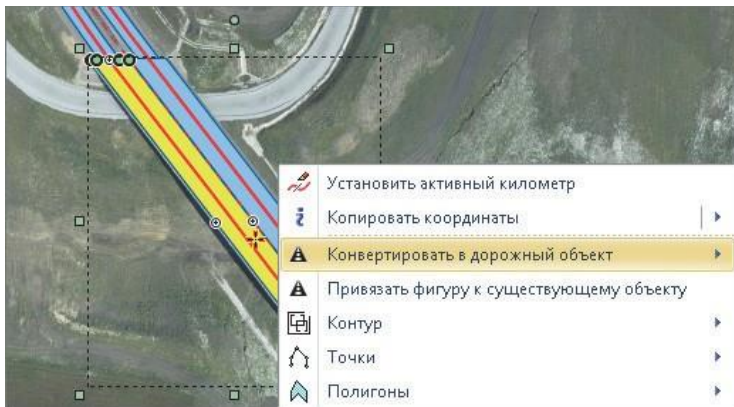 Установить активный километр
Копировать координаты
Конвертировать в дорожный объект
Привязать фигуру к существующему объекту
Контур
Точки
Полигоны